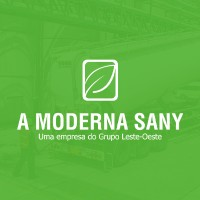 A MODERNA SANY
Uma empresa do Grupo Leste-Oeste